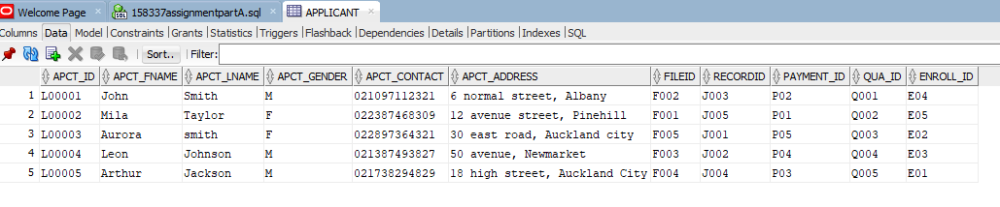 Welcome Page 158337assignmentpartA.sql APPLICANT
Columns Data Model Constraints Grants Statistics Triggers Flashback Dependencies Details Partitions Indexes SQL
Sort.. Filter:
APCT_ID APCT_FNAME APCT_LNAME APCT_GENDER APCT_CONTACT APCT_ADDRESS FILEID RECORDID PAYMENT_ID QUA_ID ENROLL_ID
1 L00001 John Smith M 021097112321 6 normal street, Albany F002 J003 P02 Q001 E04
2 L00002 Mila Taylor F 022387468309 12 avenue street, Pinehill F001 J005 P01 Q002 E05
3 L00003 Aurora smith F 022897364321 30 east road, Auckland city F005 J001 P05 Q003 E02
4 L00004 Leon Johnson M 021387493827 50 avenue, Newmarket F003 J002 P04 Q004 E03
5 L00005 Arthur Jackson M 021738294829 18 high street, Auckland City F004 J004 P03 Q005 E01